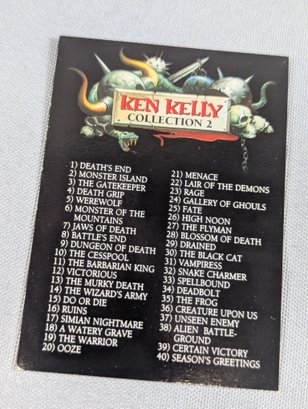 KEN KELLY
COLLECTION 2
1) DEATH'S END
2) MONSTER ISLAND
3) THE GATEKEEPER
4) DEATH GRIP
5) WEREWOLF
6) MONSTER OF THE
MOUNTAINS
7) JAWS OF DEATH
8) BATTLE'S END
9) DUNGEON OF DEATH
10) THE CESSPOOL
11) THE BARBARIAN KING
12) VICTORIOUS
13) THE MURKY DEATH
14) THE WIZARD'S ARMY
15) DO OR DIE
16) RUINS
17) SIMIAN NIGHTMARE
18) A WATERY GRAVE
19) THE WARRIOR
20) OOZE
21) MENACE
22) LAIR OF THE DEMONS
23) RAGE
24) GALLERY OF GHOULS
25) FATE
26) HIGH NOON
27) THE FLYMAN
28) BLOSSOM OF DEATH
29) DRAINED
30) THE BLACK CAT
31) VAMPIRESS
32) SNAKE CHARMER
33) SPELLBOUND
34) DEADBOLT
35) THE FROG
36) CREATURE UPON US
37) UNSEEN ENEMY
38) ALIEN BATTLE-
GROUND
39) CERTAIN VICTORY
40) SEASON'S GREETINGS